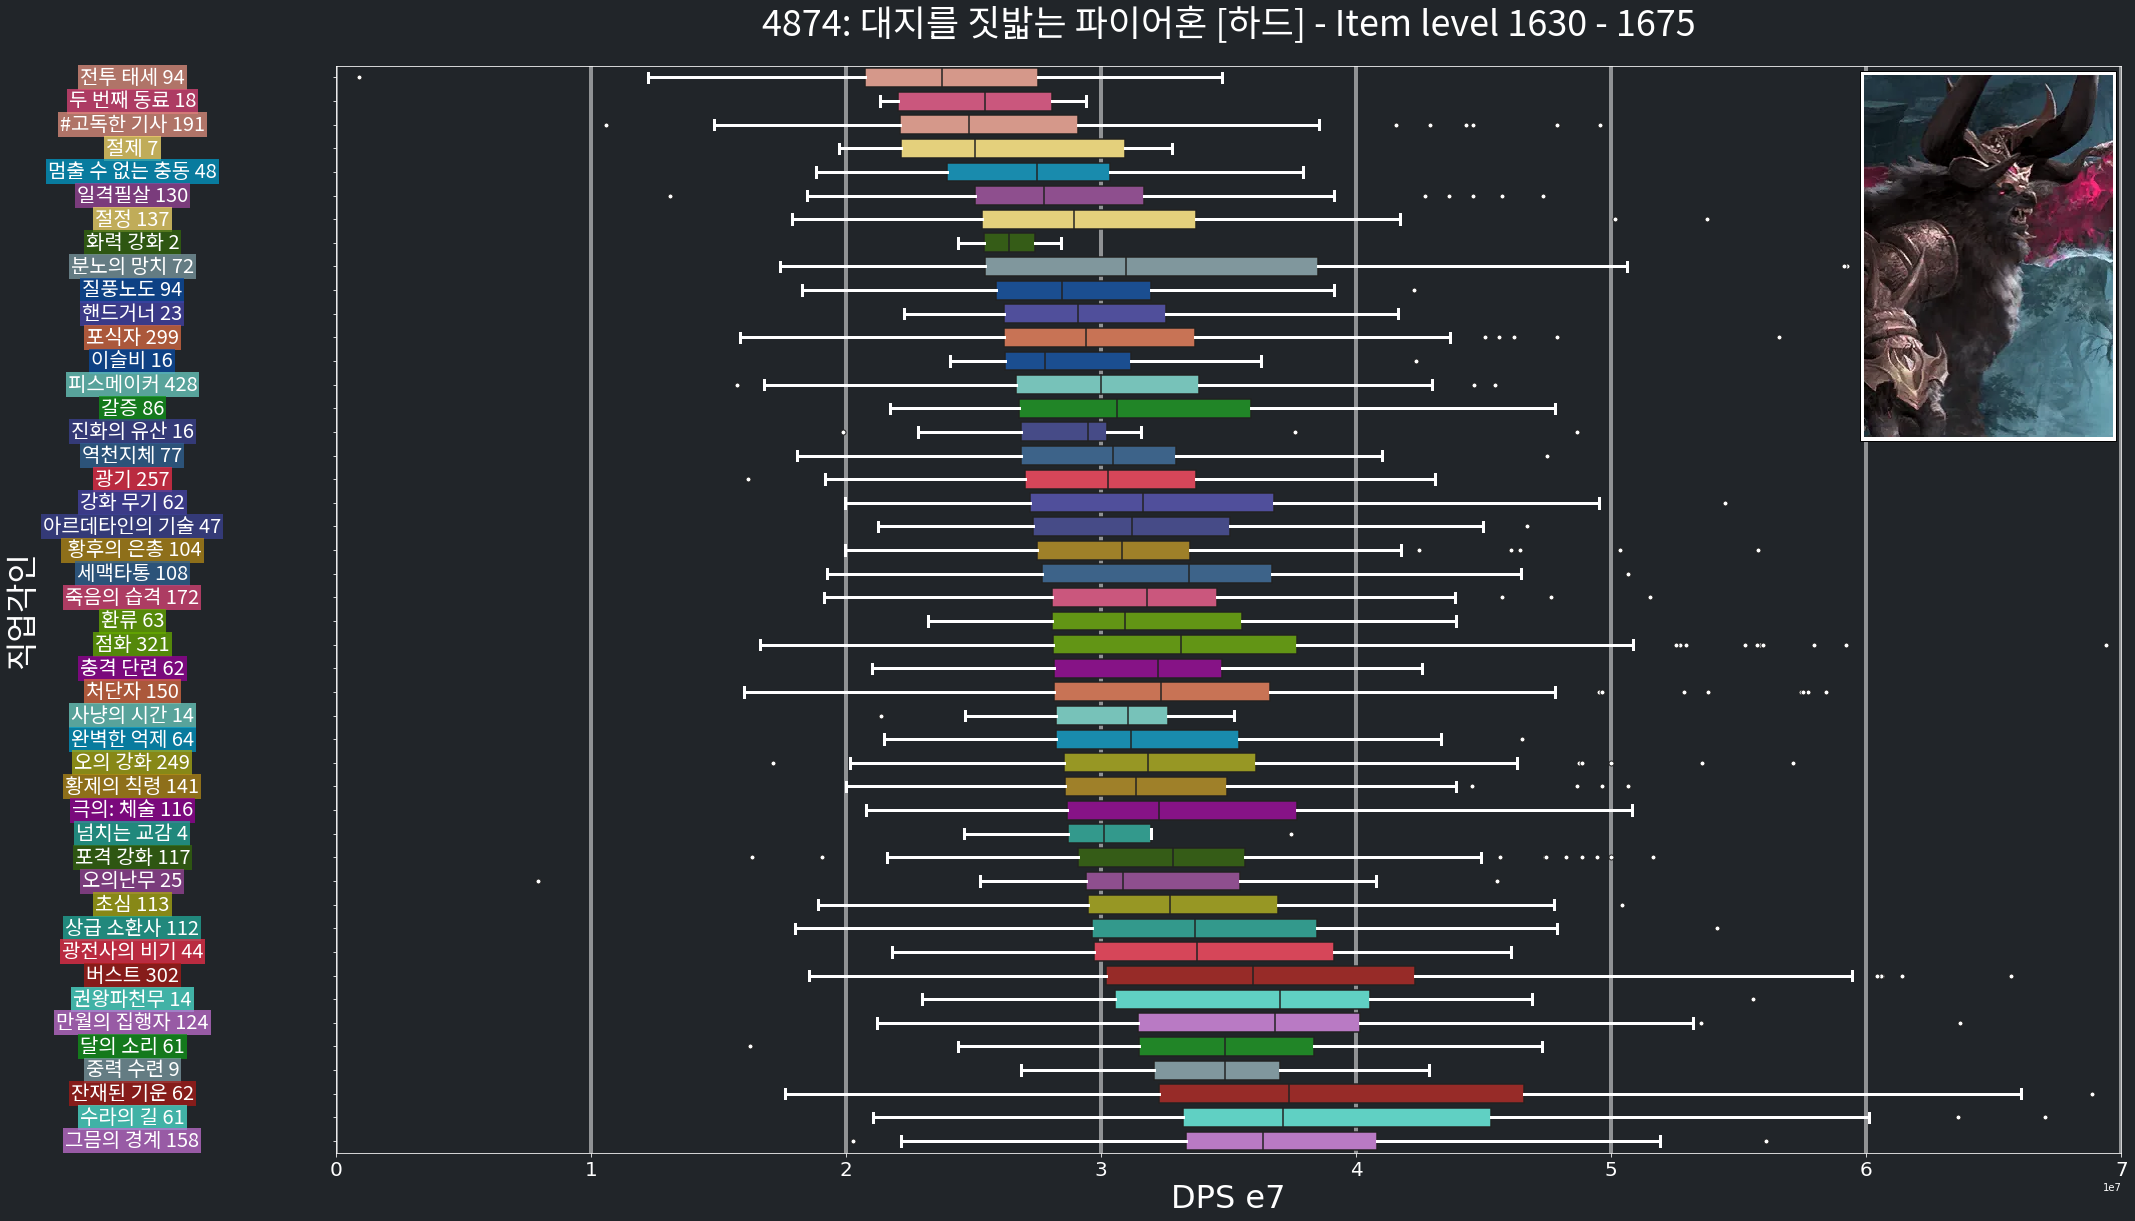 4874: 대지를 짓밟는 파이어혼 [하드] - Item level 1630 - 1675
직업각인
전투 태세 94
두 번째 동료 18
#고독한 기사 191
절제 7
멈출 수 없는 충동 48
일격필살 130
절정 137
화력 강화 2
분노의 망치 72
질풍노도 94
핸드거너 23
포식자 299
이슬비 16
피스메이커 428
갈증 86
진화의 유산 16
역천지체 77
광기 257
강화 무기 62
아르데타인의 기술 47
황후의 은총 104
세맥타통 108
죽음의 습격 172
환류 63
점화 321
충격 단련 62
처단자 150
사냥의 시간 14
완벽한 억제 64
오의 강화 249
황제의 칙령 141
극의: 체술 116
넘치는 교감 4
포격 강화 117
오의난무 25
초심 113
상급 소환사 112
광전사의 비기 44
버스트 302
권왕파천무 14
만월의 집행자 124
달의 소리 61
중력 수련 9
잔재된 기운 62
수라의 길 61
그믐의 경계 158
0 1 2 3 4 5 6 7
1e7
DPS e7